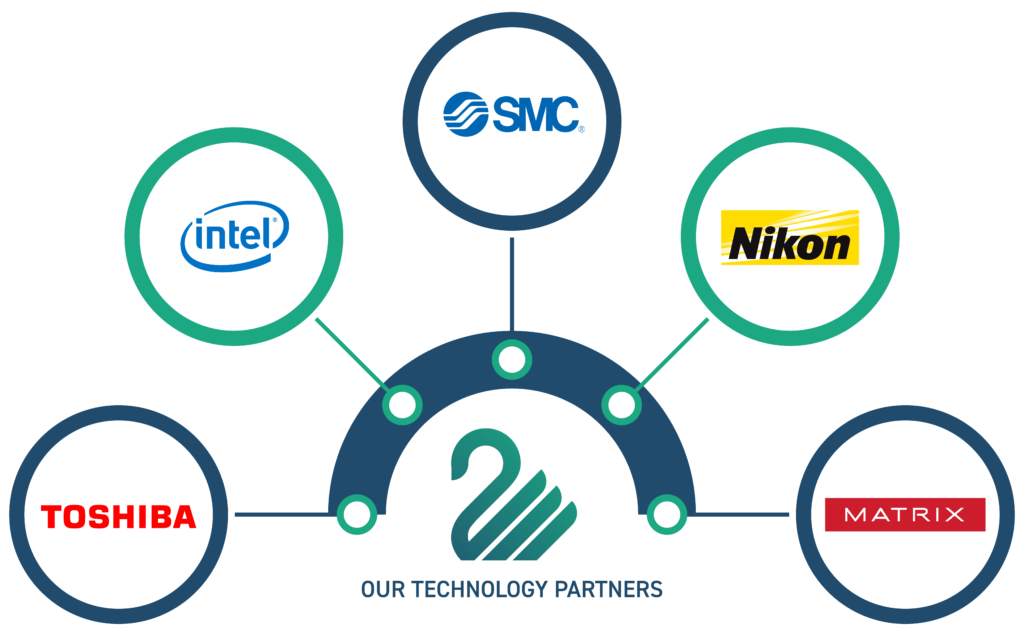 SMC®
intel®
Nikon
TOSHIBA
MATRIX
OUR TECHNOLOGY PARTNERS